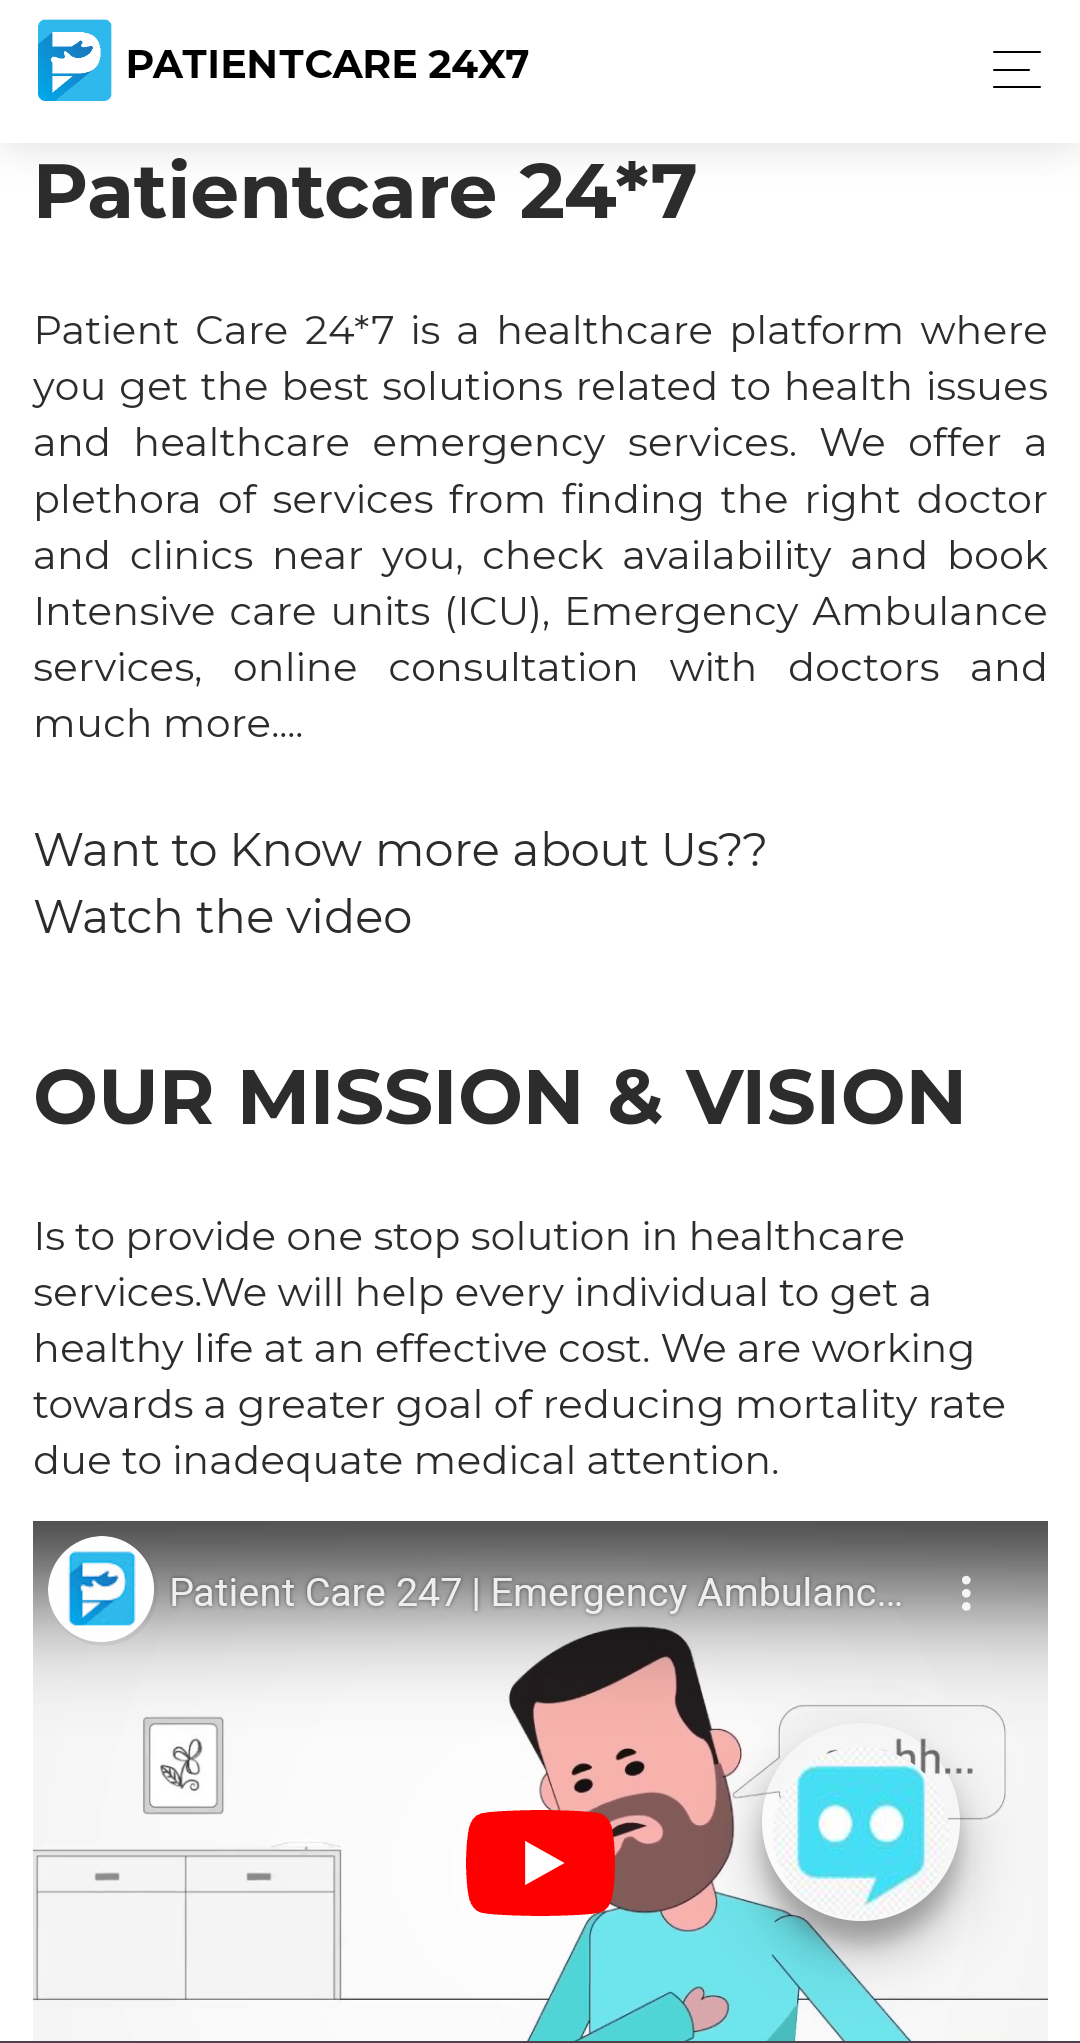 PATIENTCARE 24X7
Patientcare 24*7
Patient Care 24*7 is a healthcare platform where
you get the best solutions related to health issues
and healthcare emergency services. We offer a
plethora of services from finding the right doctor
and clinics near you, check availability and book
Intensive care units (ICU), Emergency Ambulance
services, online consultation with doctors and
much more....
Want to Know more about Us??
Watch the video
OUR MISSION & VISION
Is to provide one stop solution in healthcare
services.We will help every individual to get a
healthy life at an effective cost. We are working
towards a greater goal of reducing mortality rate
due to inadequate medical attention.
Patient Care 247 | Emergency Ambulanc...